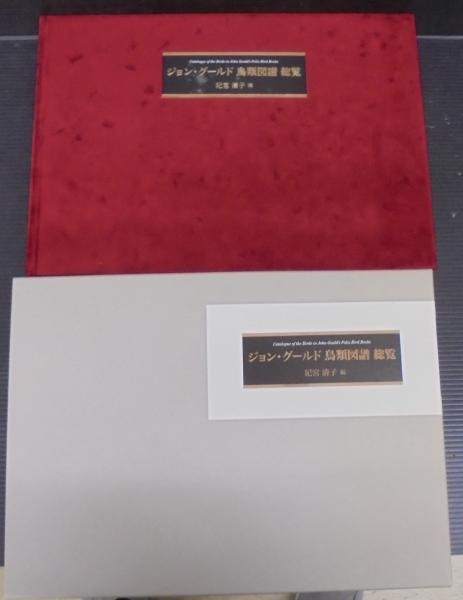 Catalogue of the Birds in John Gould's Folio Bird Books
ジョン・グールド 鳥類図譜 総覧
紀宮 清子 編
Catalogue of the Birds in John Gould's Folio Bird Books
ジョン・グールド 鳥類図譜 総覧
紀宮 清子 編